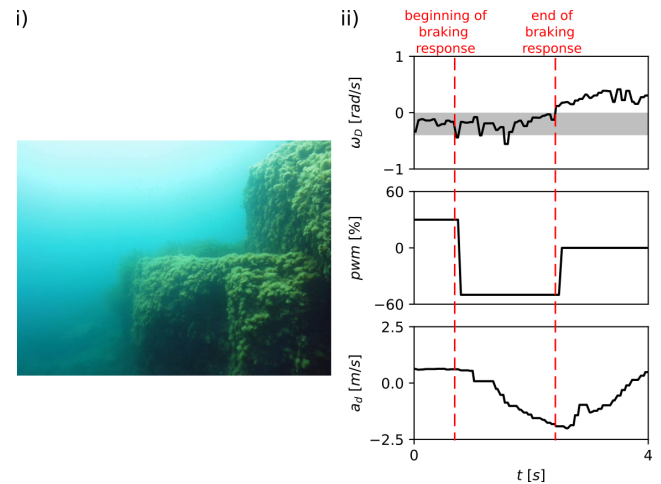 i)
ii)
beginning of
braking
response
end of
braking
response
1
0
−1
ω_D [rad/s]
60
0
−60
pwm [%]
2.5
0.0
−2.5
a_d [m/s]
0
2
4
t [s]